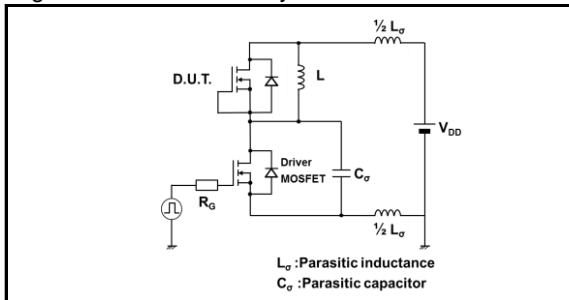 ½ Lσ
D.U.T.
L
VDD
Driver
MOSFET
Cσ
RG
½ Lσ
Lσ :Parasitic inductance
Cσ :Parasitic capacitor